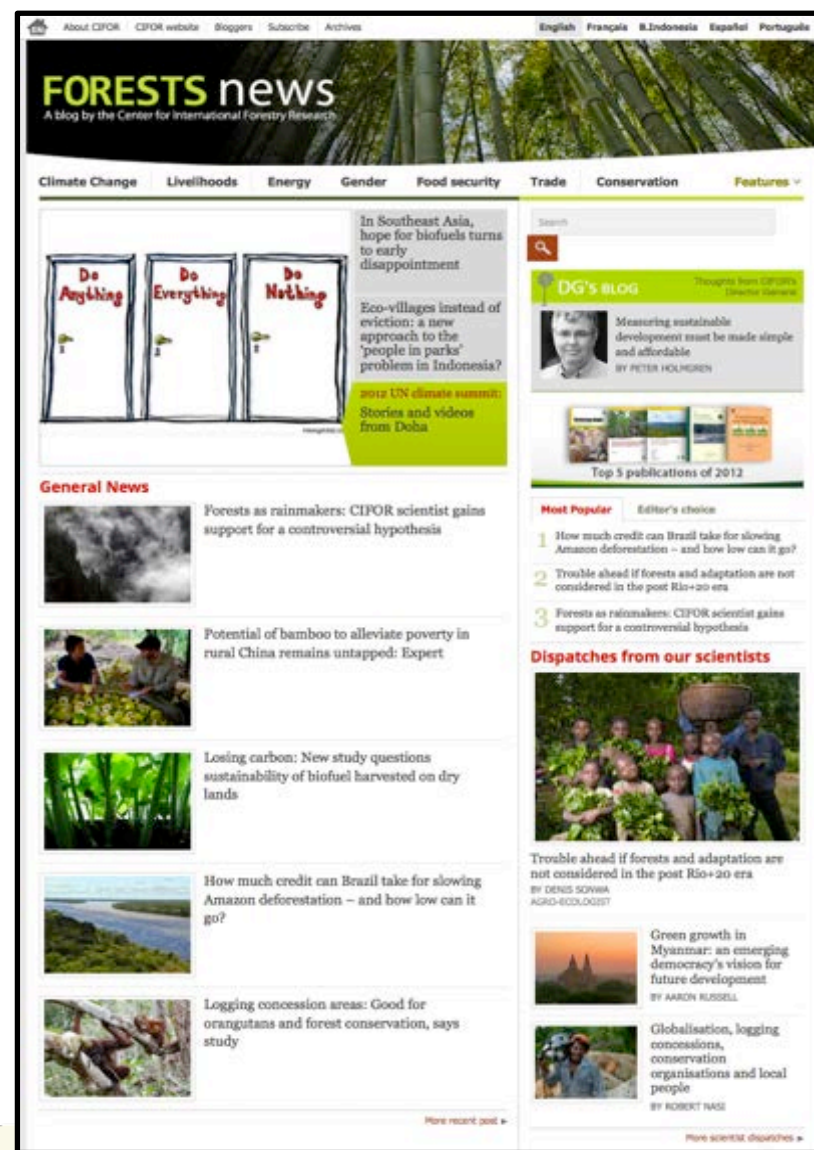 About CIFOR CIFOR website Bloggers Subscribe Archives
English Français B.Indonesia Español Português
FORESTS news
A blog by the Center for International Forestry Research
Climate Change Livelihoods Energy Gender Food security Trade Conservation Features
Do Anything
1
Do Everything
2
Do Nothing
3
In Southeast Asia,
hope for biofuels turns
to early
disappointment
Eco-villages instead of
eviction: a new
approach to the
'people in parks'
problem in Indonesia?
2012 UN climate summit:
Stories and videos
from Doha
General News
Forests as rainmakers: CIFOR scientist gains
support for a controversial hypothesis
Potential of bamboo to alleviate poverty in
rural China remains untapped: Expert
Losing carbon: New study questions
sustainability of biofuel harvested on dry
lands
How much credit can Brazil take for slowing
Amazon deforestation – and how low can it
go?
Logging concession areas: Good for
orangutans and forest conservation, says
study
More recent post
Search
DG's BLOG
Thoughts from CIFOR's
Director General
Measuring sustainable
development must be made simple
and affordable
BY PETER HOLMGREN
Top 5 publications of 2012
Most Popular Editor's choice
1 How much credit can Brazil take for slowing
Amazon deforestation – and how low can it go?
2 Trouble ahead if forests and adaptation are not
considered in the post Rio+20 era
3 Forests as rainmakers: CIFOR scientist gains
support for a controversial hypothesis
Dispatches from our scientists
Trouble ahead if forests and adaptation are
not considered in the post Rio+20 era
BY DENIS SONWA
AGRO-ECOLOGIST
Green growth in
Myanmar: an emerging
democracy's vision for
future development
BY AARON RUSSELL
Globalisation, logging
concessions,
conservation
organisations and local
people
BY ROBERT NASI
More scientist dispatches